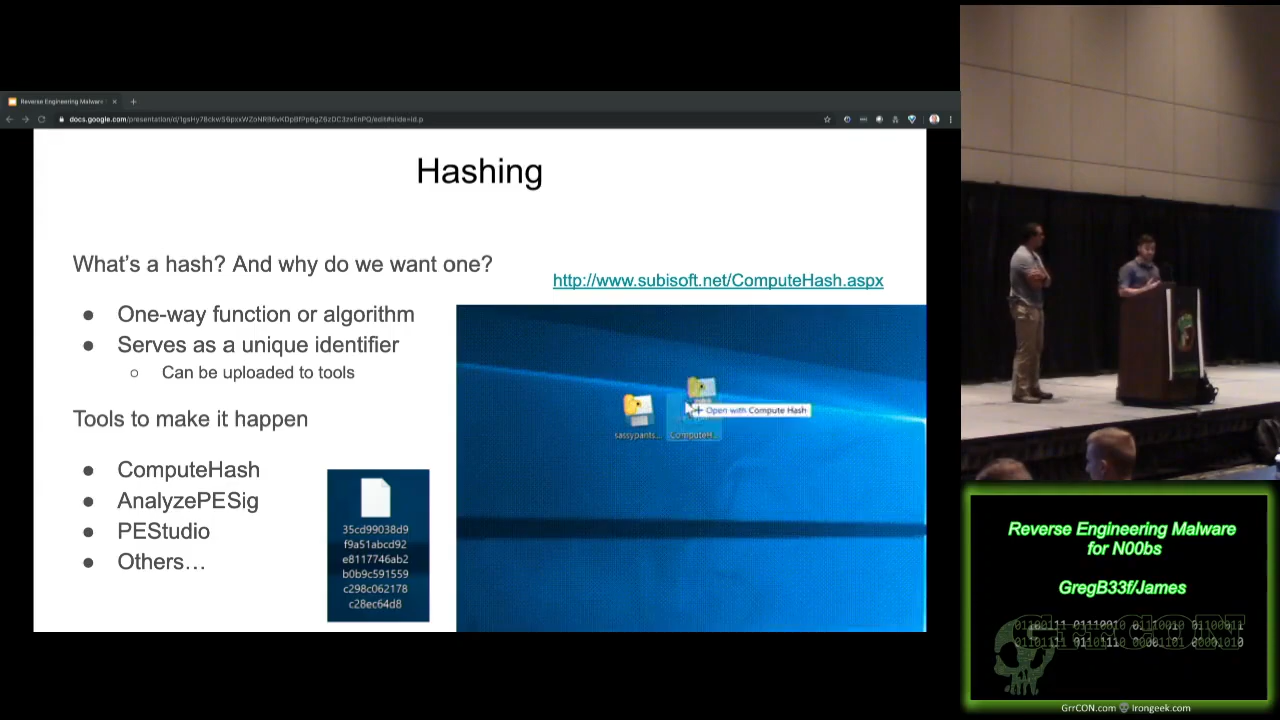 Reverse Engineering Malware
Hashing
What's a hash? And why do we want one?
http://www.subisoft.net/ComputeHash.aspx
● One-way function or algorithm
● Serves as a unique identifier
○ Can be uploaded to tools
Tools to make it happen
● ComputeHash
● AnalyzePESig
● PEStudio
● Others…
35cd99038d9
f9a51abcd92
e8117746ab2
b0b9c591559
c298c062178
c28ec64d8
Open with Compute Hash
sassypants...
ComputeH...
Reverse Engineering Malware
for N00bs
GregB33f/James
GrrCON
GrrCON.com Irongeek.com